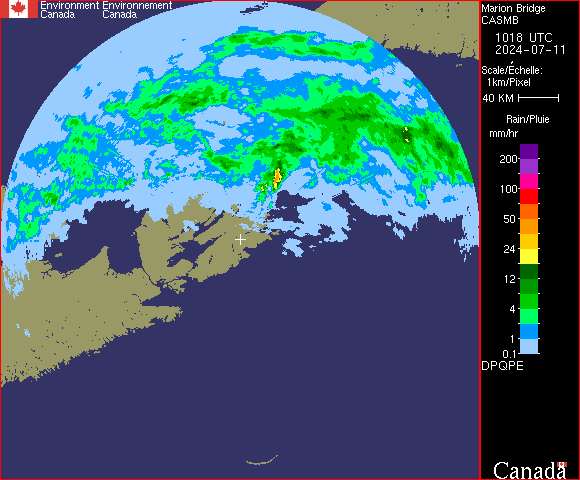 Environment Environnement
Canada Canada
Marion Bridge
CASMB
1018 UTC
2024-07-11
Scale/Échelle:
1km/Pixel
40 KM
Rain/Pluie
mm/hr
200
100
50
24
12
4
1
0.1
DPQPE
Canada